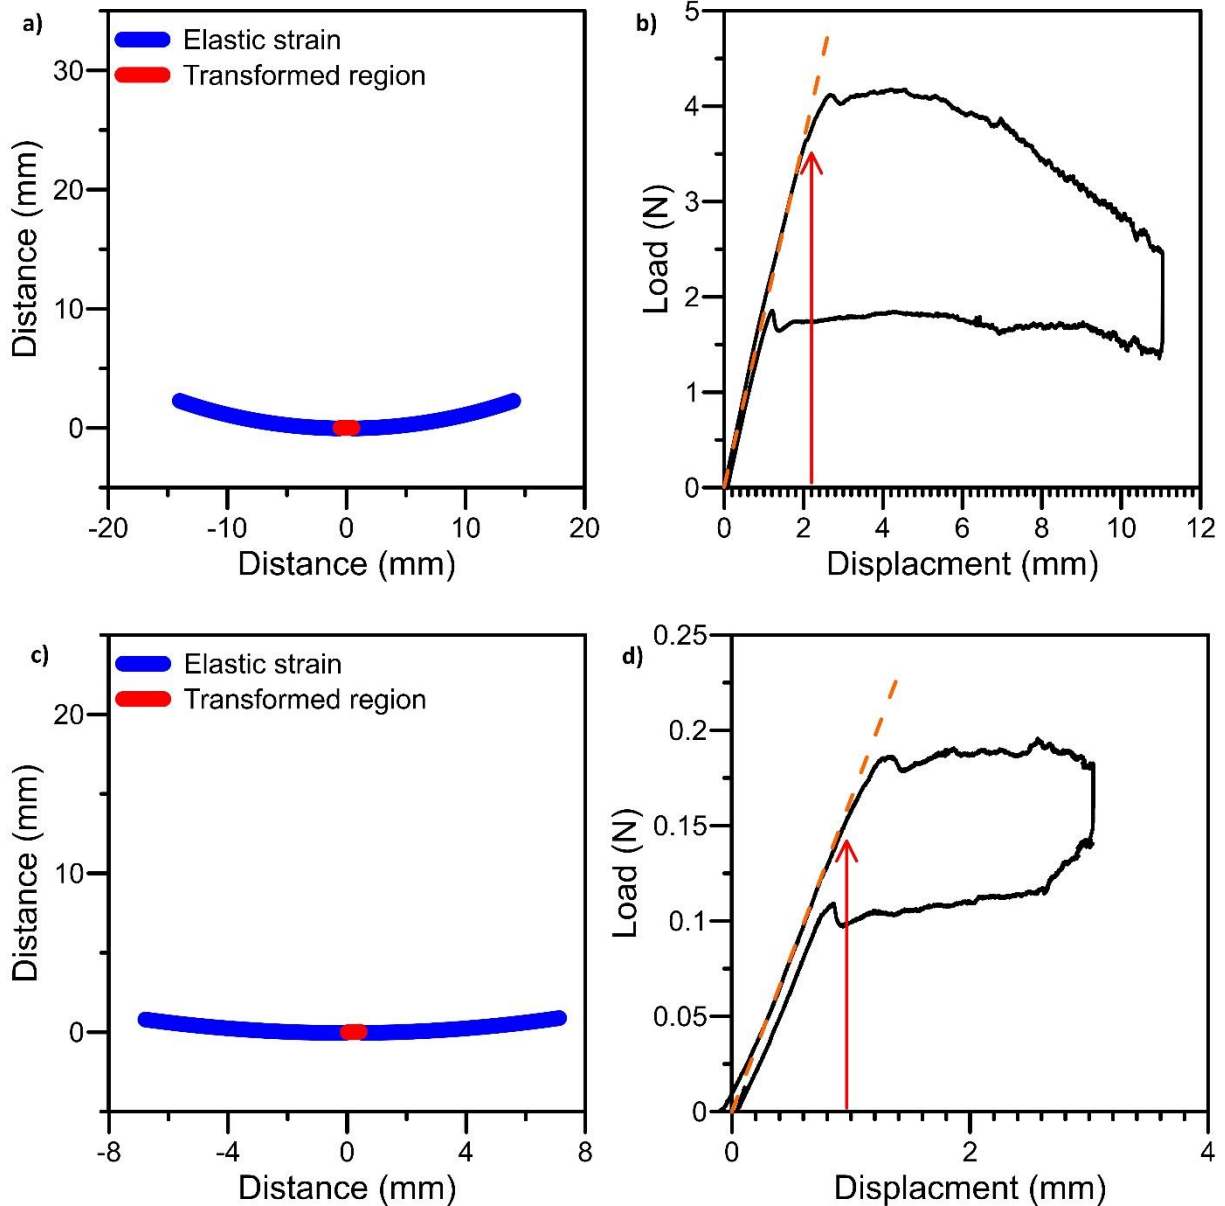 a)
Elastic strain
Transformed region
30
20
10
0
-20
-10
0
10
20
Distance (mm)
Distance (mm)
b)
5
4
3
2
1
0
0
2
4
6
8
10
12
Load (N)
Displacment (mm)
c)
Elastic strain
Transformed region
20
10
0
-8
-4
0
4
8
Distance (mm)
Distance (mm)
d)
0.25
0.2
0.15
0.1
0.05
0
0
2
4
Load (N)
Displacment (mm)